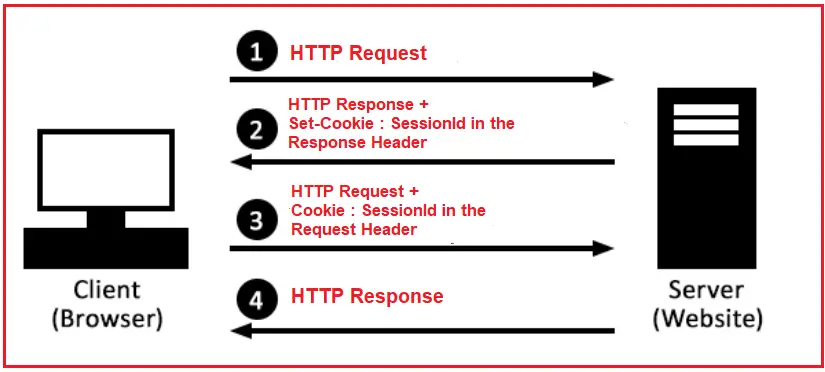 1 HTTP Request
HTTP Response +
2 Set-Cookie : SessionId in the
Response Header
HTTP Request +
3 Cookie : SessionId in the
Request Header
4 HTTP Response
Client
(Browser)
Server
(Website)